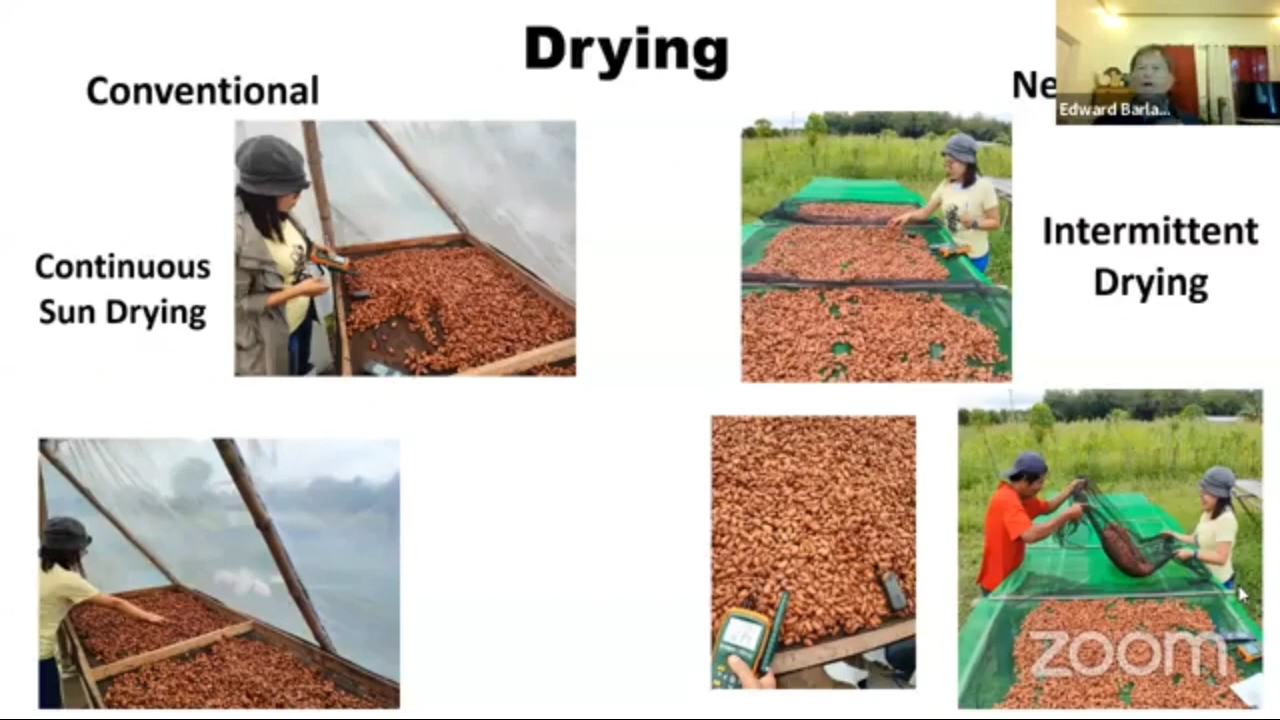 Drying
Conventional
Ne
Edward Barla...
Continuous
Sun Drying
Intermittent
Drying
zoom